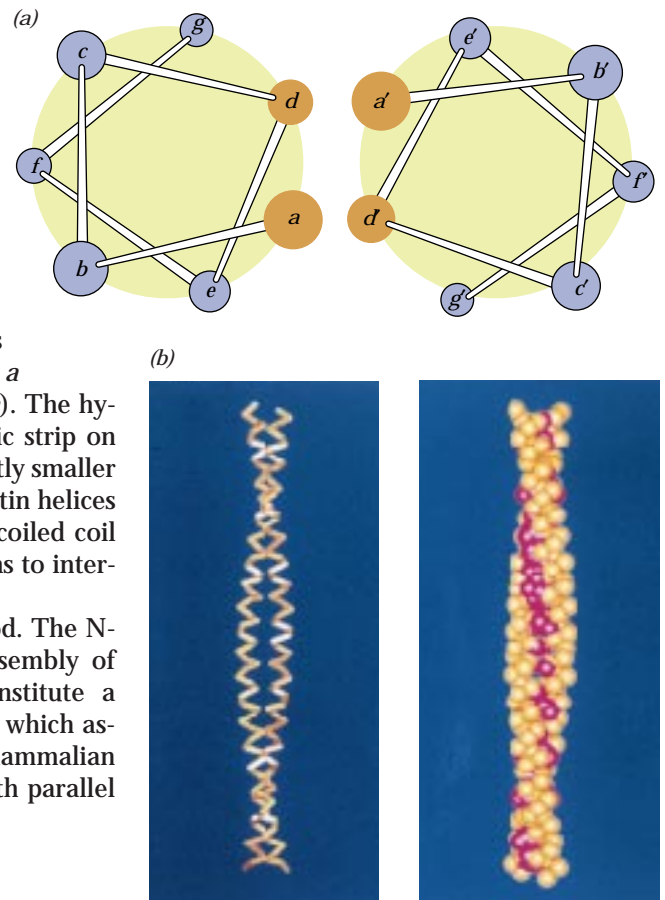 (a)
g
c
d
f
a
b
e
e'
b'
a'
f'
d'
c'
g'
s
a
). The hy-
ic strip on
tly smaller
tin helices
coiled coil
ns to inter-
od. The N-
sembly of
nstitute a
which as-
ammalian
th parallel
(b)